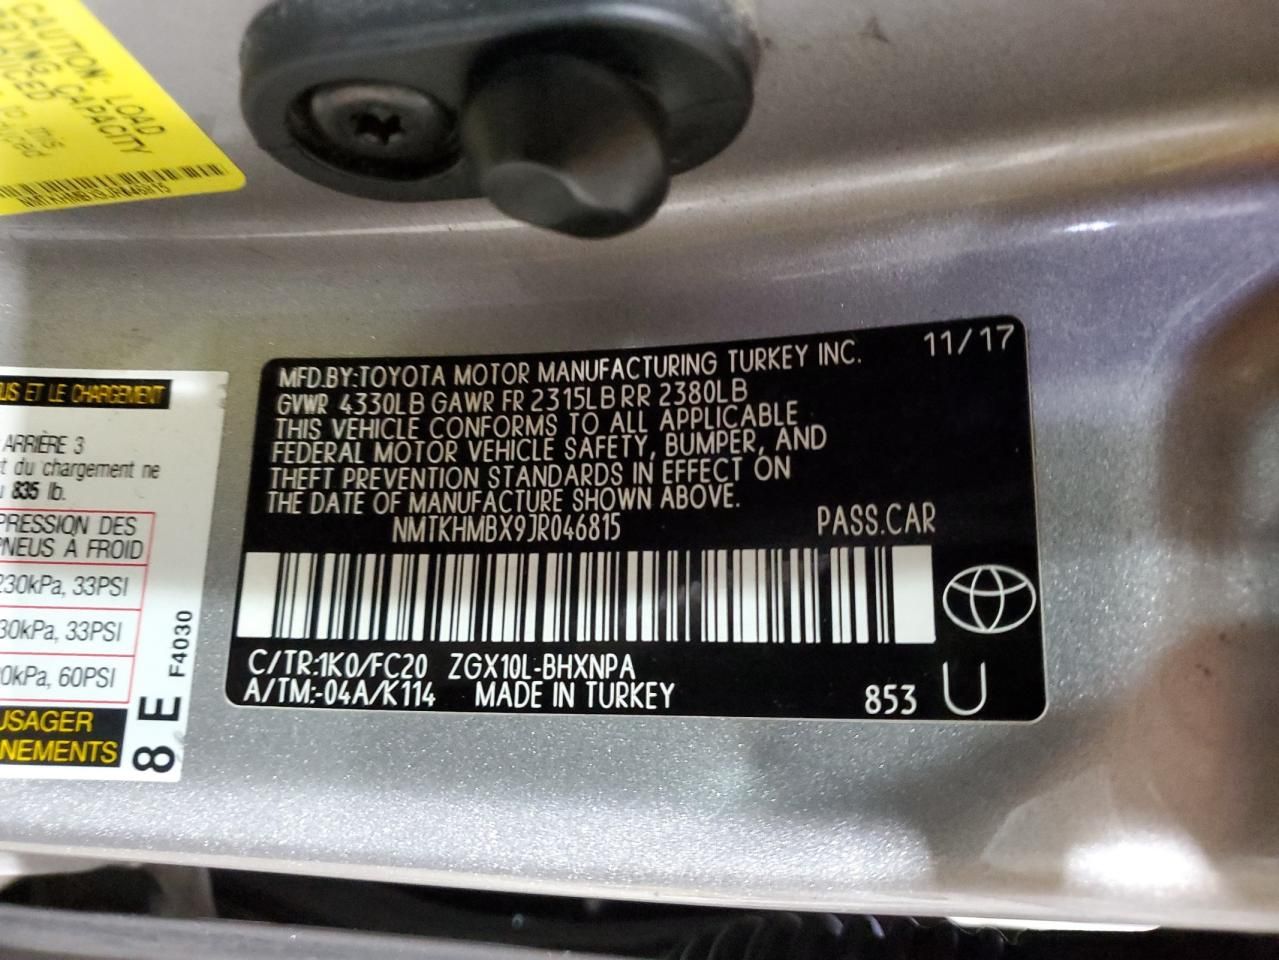 CAUTION: LOAD
CARRYING CAPACITY
REDUCED
NMTKHMBX9JR046815
MFD.BY:TOYOTA MOTOR MANUFACTURING TURKEY INC. 11/17
GVWR 4330LB GAWR FR 2315LB RR 2380LB
THIS VEHICLE CONFORMS TO ALL APPLICABLE
FEDERAL MOTOR VEHICLE SAFETY, BUMPER, AND
THEFT PREVENTION STANDARDS IN EFFECT ON
THE DATE OF MANUFACTURE SHOWN ABOVE.
NMTKHMBX9JR046815 PASS.CAR
C/TR:1K0/FC20 ZGX10L-BHXNPA
A/TM:-04A/K114 MADE IN TURKEY 853 U
ET LE CHARGEMENT
ARRIÈRE 3
du chargement ne
835 lb.
PRESSION DES
PNEUS À FROID
230kPa, 33PSI
30kPa, 33PSI
0kPa, 60PSI
USAGER
NEMENTS
8 E F4030